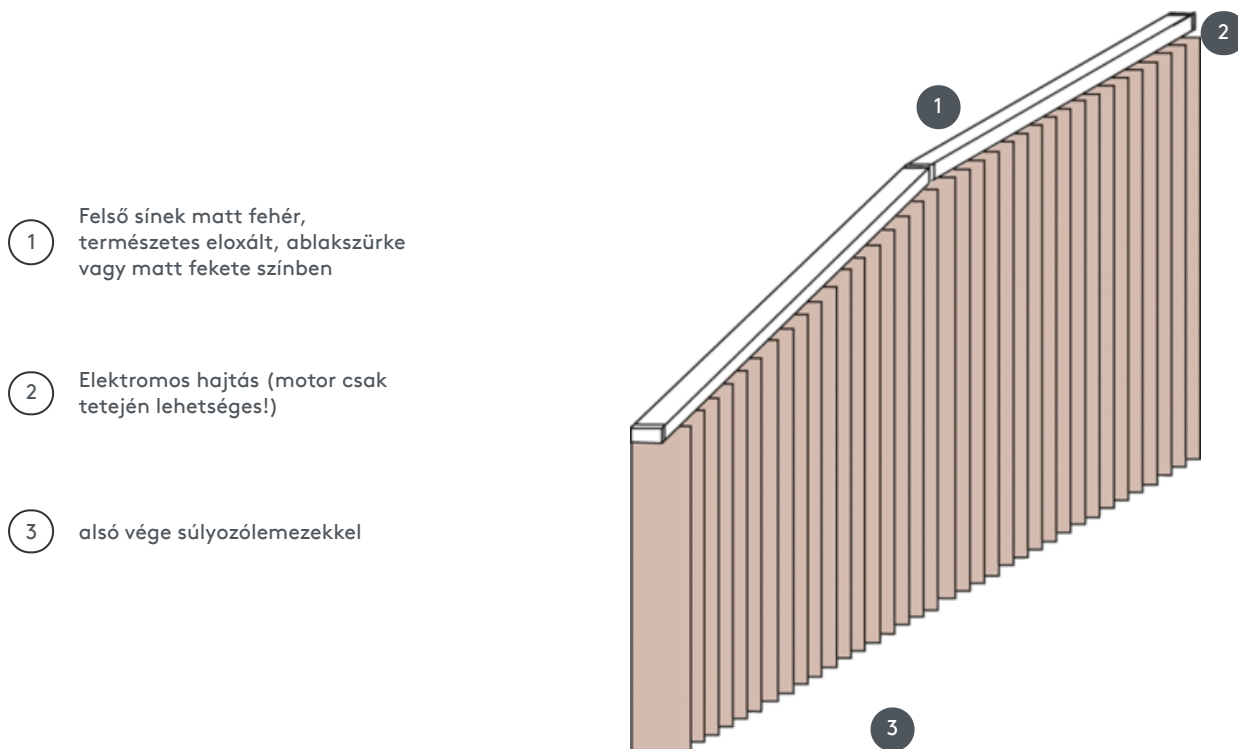 1
Felső sínek matt fehér,
természetes eloxált, ablakszürke
vagy matt fekete színben
2
Elektromos hajtás (motor csak
tetején lehetséges!)
3
alsó vége súlyozólemezekkel
1
2
3